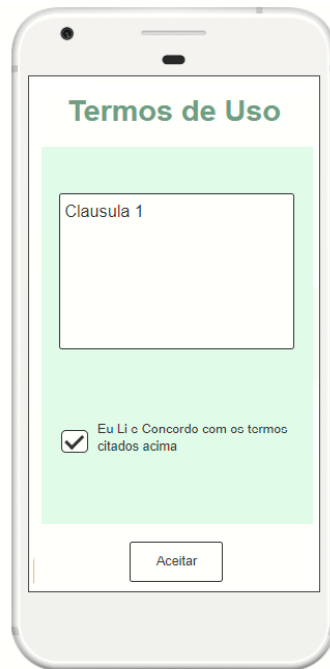 Termos de Uso
Clausula 1
Eu Li e Concordo com os termos
citados acima
Aceitar